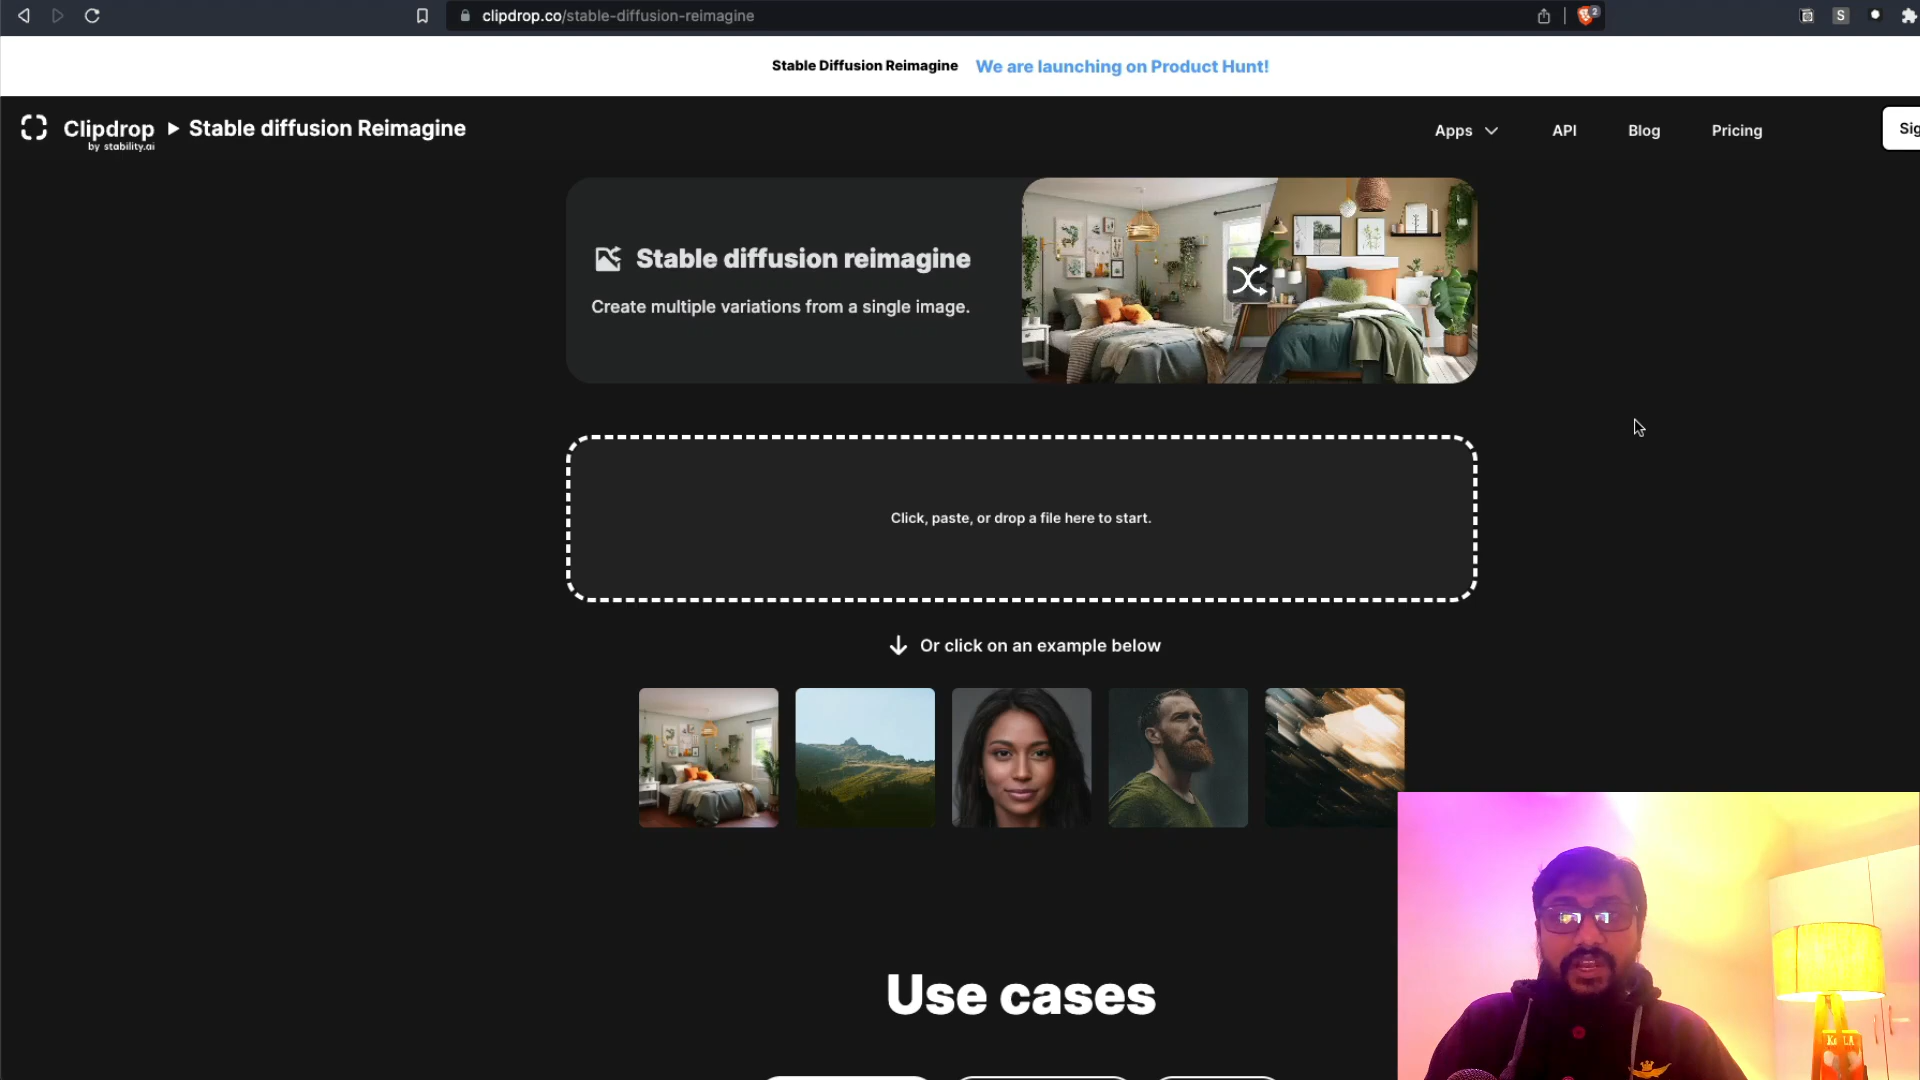 clipdrop.co/stable-diffusion-reimagine
2
S
Stable Diffusion Reimagine We are launching on Product Hunt!
Clipdrop
by stability.ai
Stable diffusion Reimagine
Apps
API
Blog
Pricing
Sig
Stable diffusion reimagine
Create multiple variations from a single image.
Click, paste, or drop a file here to start.
Or click on an example below
Use cases